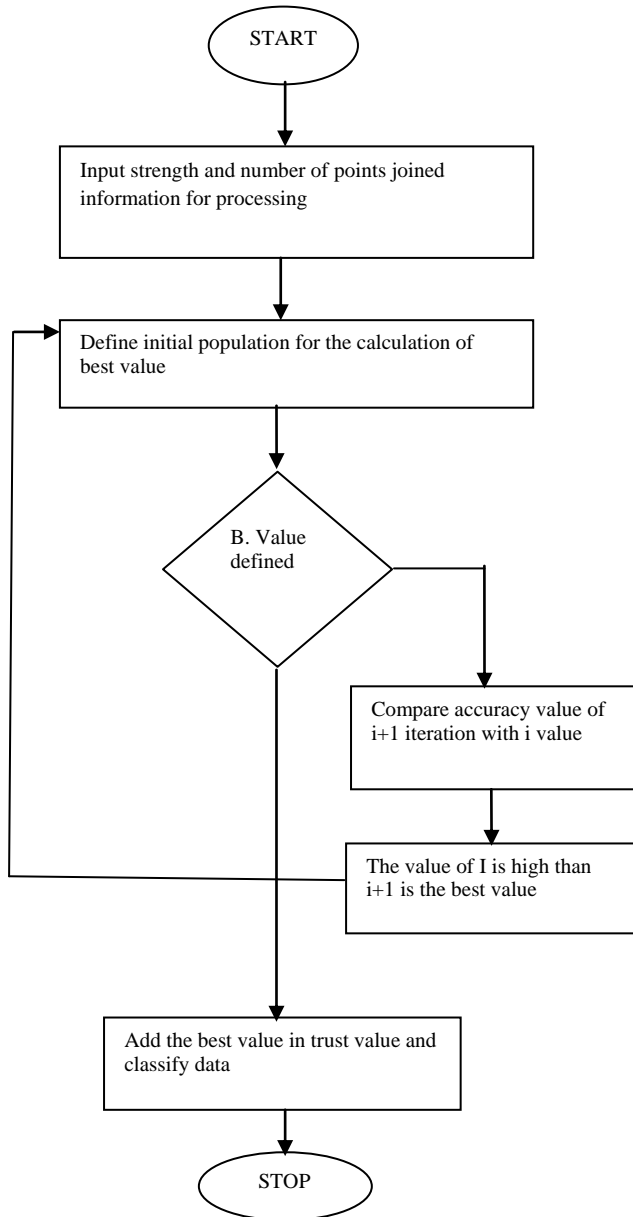 START
Input strength and number of points joined
information for processing
Define initial population for the calculation of
best value
B. Value
defined
Compare accuracy value of
i+1 iteration with i value
The value of I is high than
i+1 is the best value
Add the best value in trust value and
classify data
STOP